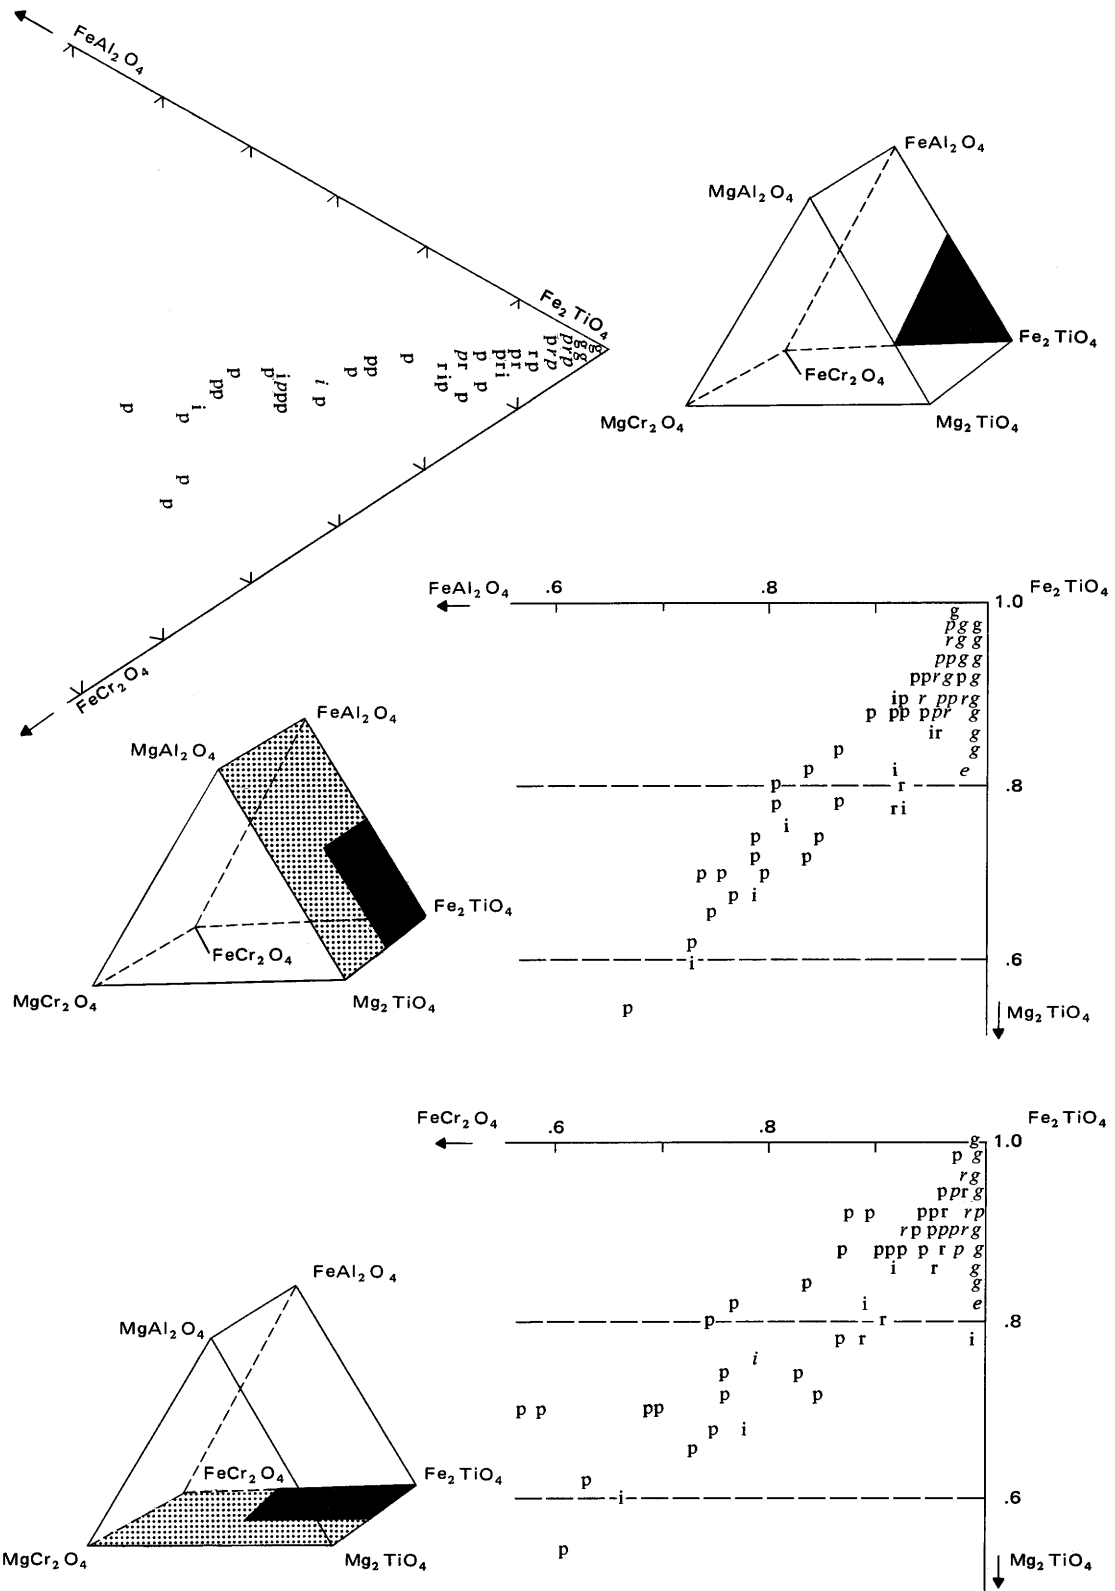 FeAl₂O₄
Fe₂TiO₄
g
g
g
g
g
p r p
p r p
r p
p r
p r i
p
p
p r
p
r i p
p
p p
p
i
p
i p p p
p
p
p
p p
i
p
p
p
p
p
FeCr₂O₄
FeAl₂O₄
MgAl₂O₄
Fe₂TiO₄
FeCr₂O₄
MgCr₂O₄
Mg₂TiO₄
FeAl₂O₄ .6 .8 1.0 Fe₂TiO₄
g
p g g
r g g
p p g g
p p r g p g
i p r p p r g
p p p p p r g
i r g
p g
p i e
p r .8
p p r i
i
p p
p p
p p p
p i
p
p
i .6
p
Mg₂TiO₄
FeAl₂O₄
MgAl₂O₄
Fe₂TiO₄
FeCr₂O₄
MgCr₂O₄
Mg₂TiO₄
FeCr₂O₄ .6 .8 1.0 Fe₂TiO₄
g
p g
r g
p p r g
p p p p r r p
r p p p p r g
p p p p p r p g
i r g
p g
p i e
p r .8
p r i
i
p p
p p
p p p p
p i
p
p
i .6
p
Mg₂TiO₄
FeAl₂O₄
MgAl₂O₄
Fe₂TiO₄
FeCr₂O₄
MgCr₂O₄
Mg₂TiO₄